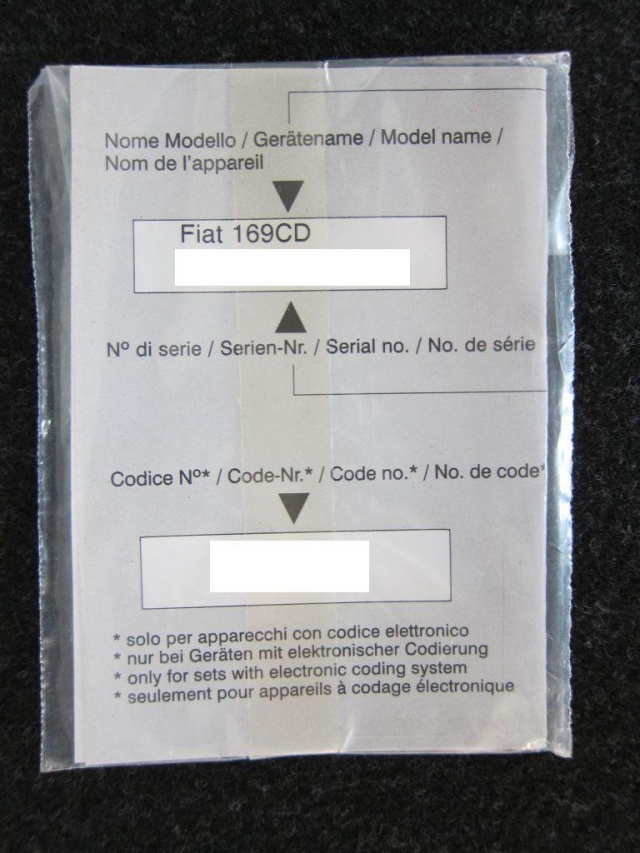 Nome Modello / Gerätename / Model name /
Nom de l'appareil
Fiat 169CD
Nº di serie / Serien-Nr. / Serial no. / No. de série
Codice Nº* / Code-Nr.* / Code no.* / No. de code*
* solo per apparecchi con codice elettronico
* nur bei Geräten mit elektronischer Codierung
* only for sets with electronic coding system
* seulement pour appareils à codage électronique